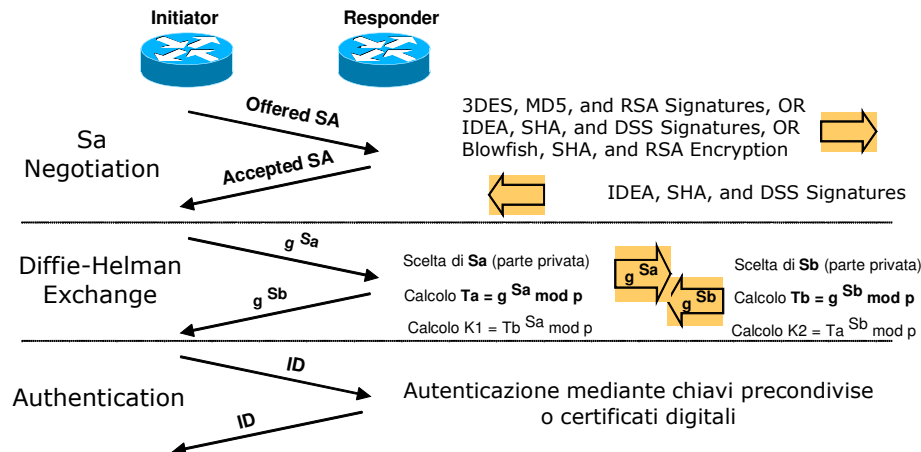 Initiator
Responder
Offered SA
Accepted SA
Sa
Negotiation
3DES, MD5, and RSA Signatures, OR
IDEA, SHA, and DSS Signatures, OR
Blowfish, SHA, and RSA Encryption
IDEA, SHA, and DSS Signatures
Diffie-Helman
Exchange
g Sa
g Sb
Scelta di Sa (parte privata)
Calcolo Ta = g Sa mod p
Calcolo K1 = Tb Sa mod p
g Sa
g Sb
Scelta di Sb (parte privata)
Calcolo Tb = g Sb mod p
Calcolo K2 = Ta Sb mod p
Authentication
ID
ID
Autenticazione mediante chiavi precondivise
o certificati digitali